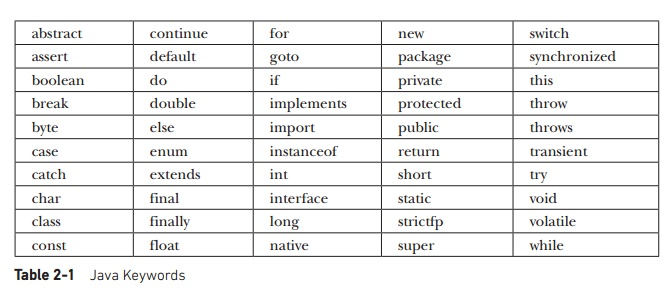 abstract continue for new switch
assert default goto package synchronized
boolean do if private this
break double implements protected throw
byte else import public throws
case enum instanceof return transient
catch extends int short try
char final interface static void
class finally long strictfp volatile
const float native super while
Table 2-1 Java Keywords